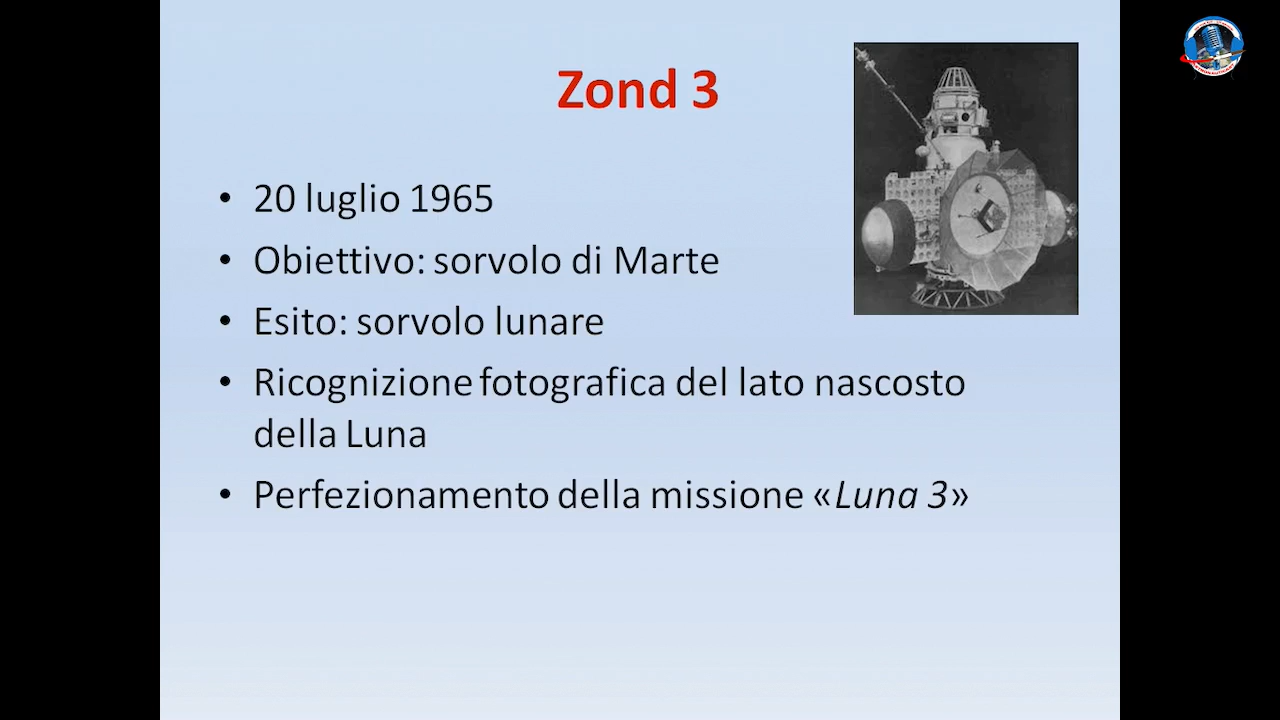 Zond 3
• 20 luglio 1965
• Obiettivo: sorvolo di Marte
• Esito: sorvolo lunare
• Ricognizione fotografica del lato nascosto
della Luna
• Perfezionamento della missione «Luna 3»